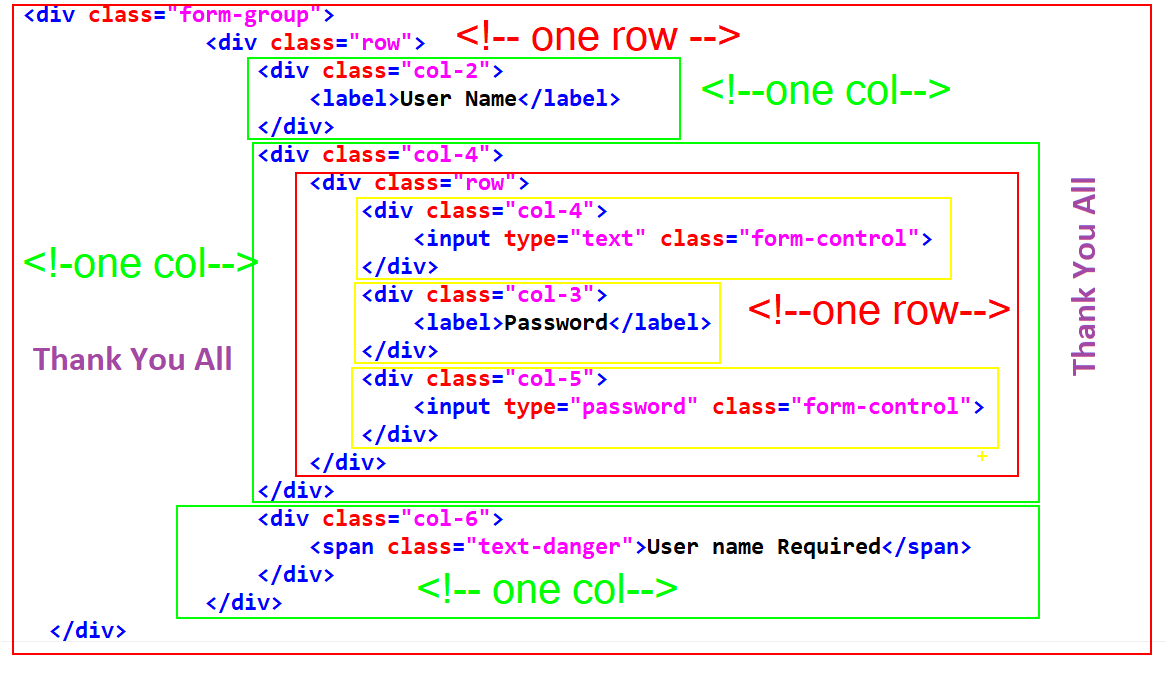 <div class="form-group">
<div class="row"> <!-- one row -->
<div class="col-2">
<label>User Name</label> <!--one col-->
</div>
<div class="col-4">
<div class="row">
<div class="col-4">
<input type="text" class="form-control">
</div>
<!-one col-->
<div class="col-3">
<label>Password</label> <!--one row-->
</div>
Thank You All
Thank You All
<div class="col-5">
<input type="password" class="form-control">
</div>
</div>
</div>
<div class="col-6">
<span class="text-danger">User name Required</span>
</div> <!-- one col-->
</div>
</div>